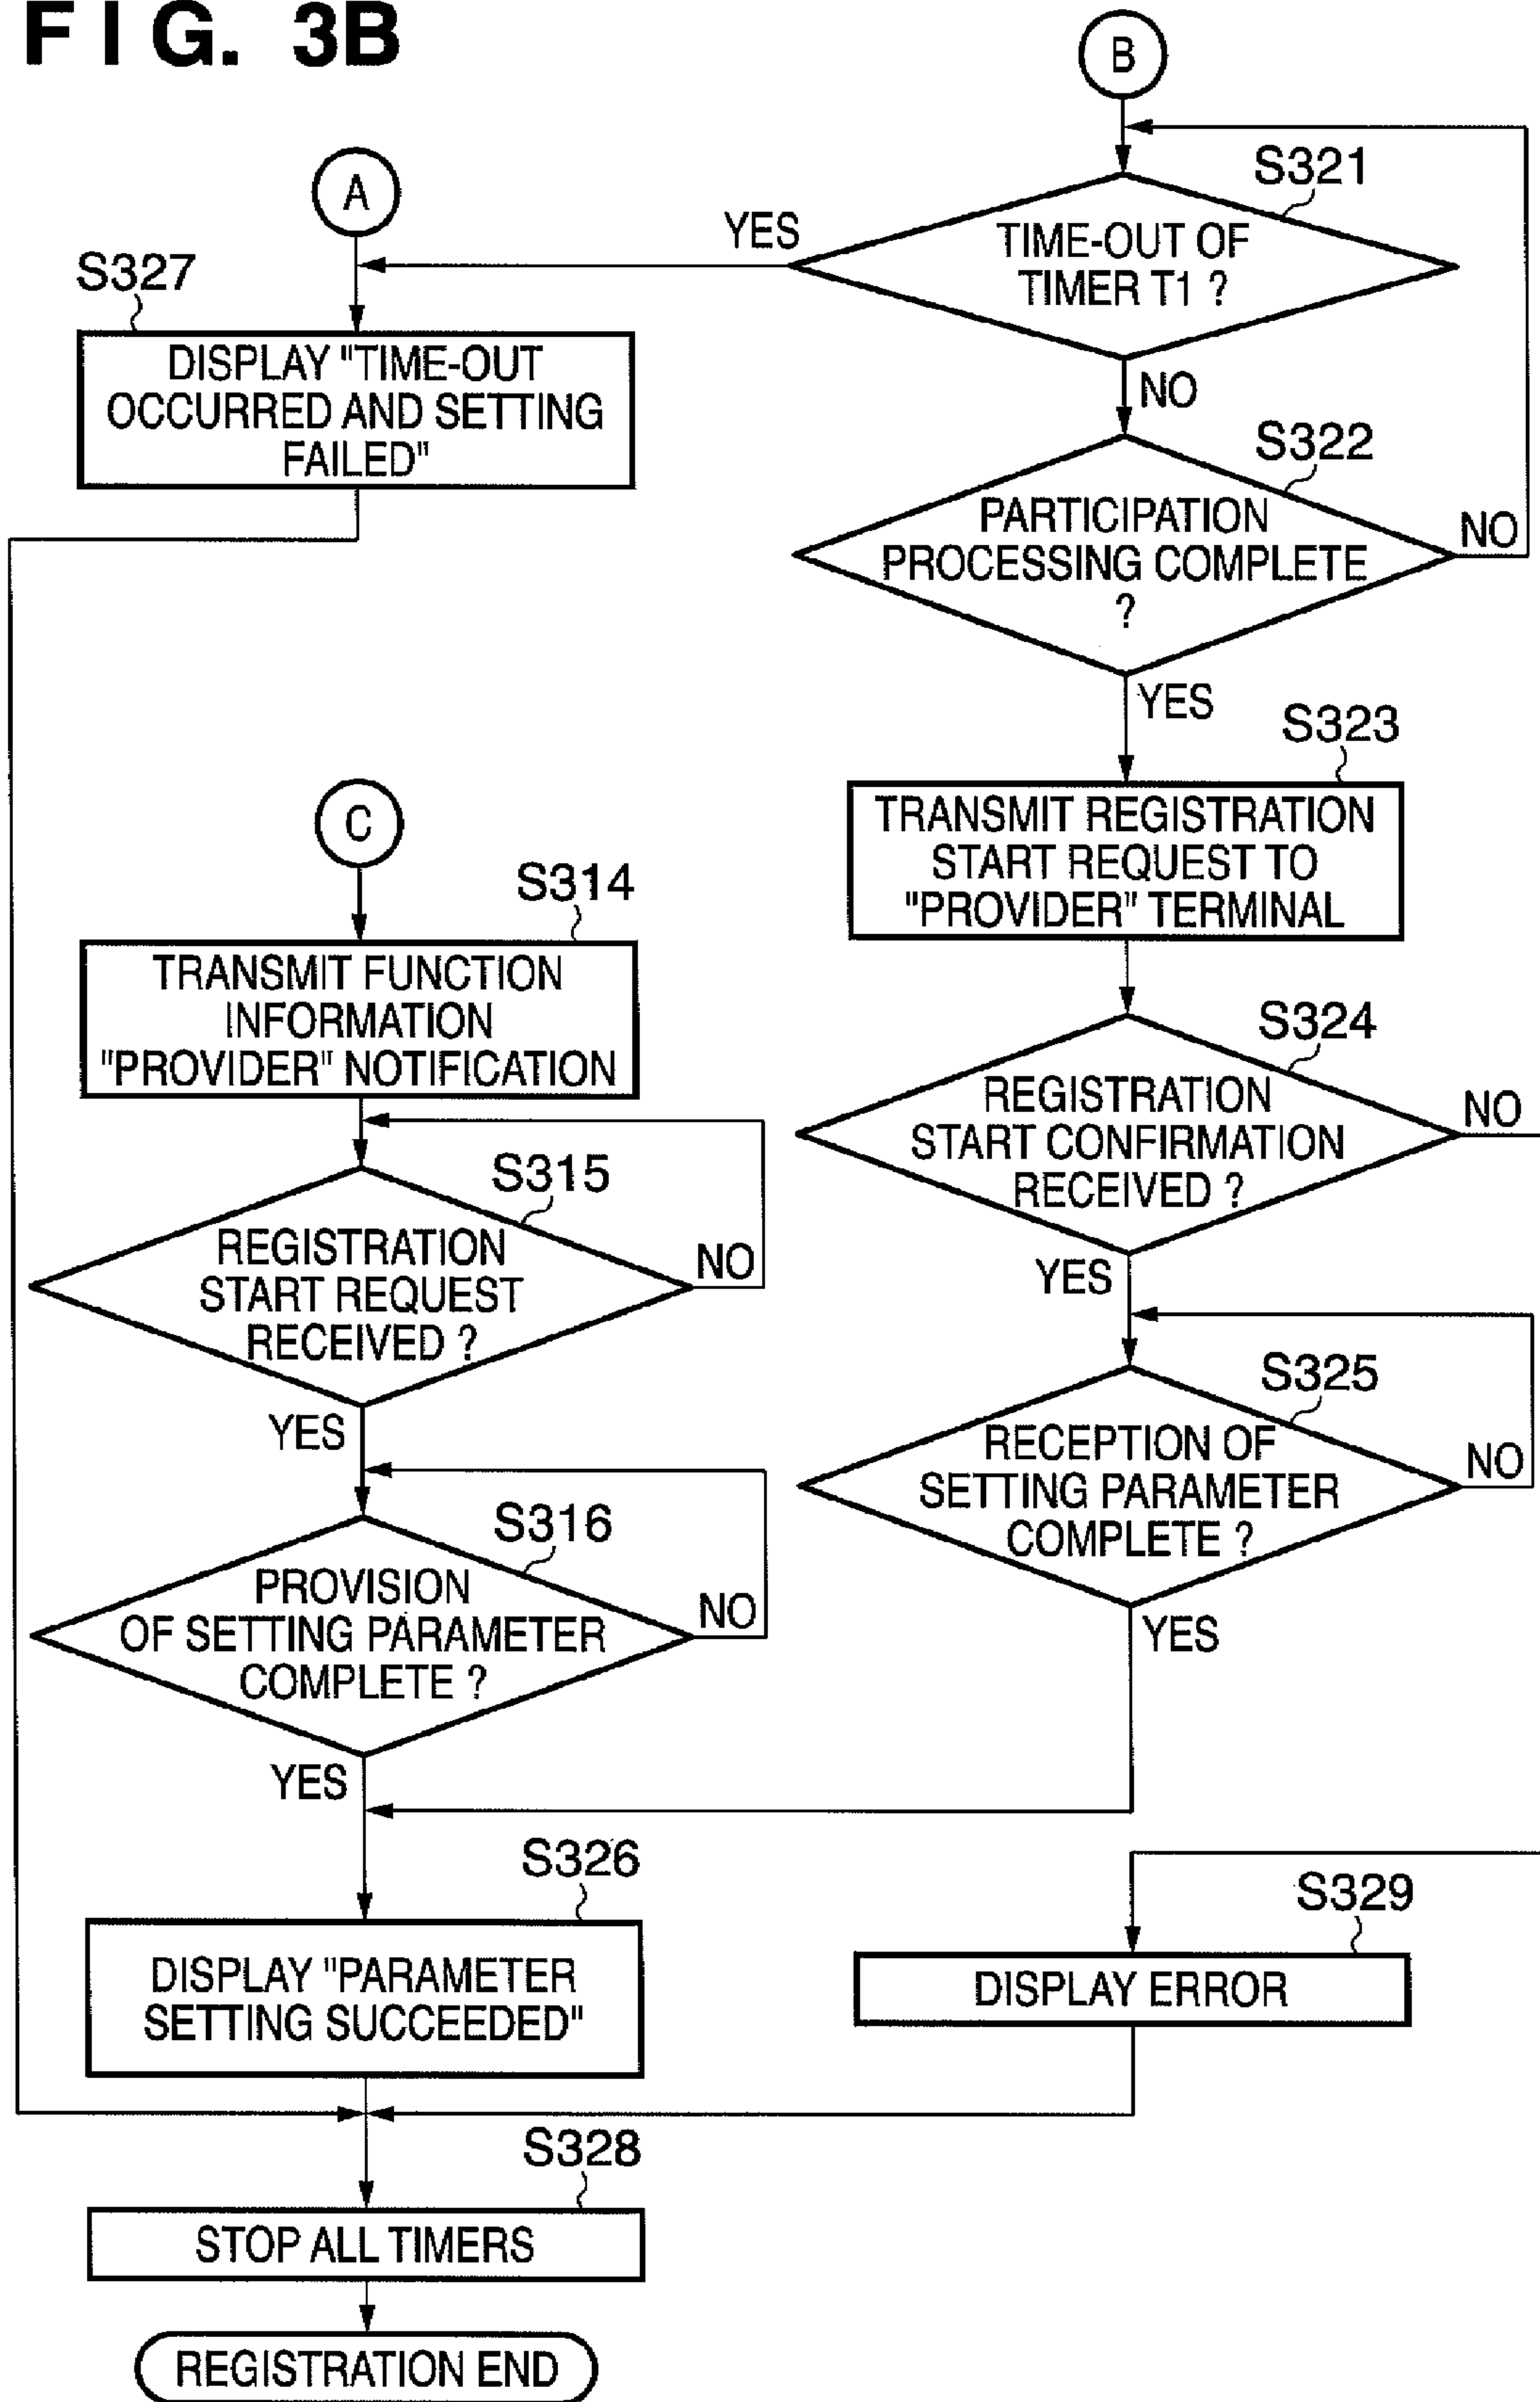 FIG. 3B
B
S321
TIME-OUT OF
TIMER T1 ?
YES
NO
A
S327
DISPLAY "TIME-OUT
OCCURRED AND SETTING
FAILED"
S322
PARTICIPATION
PROCESSING COMPLETE
?
NO
YES
S323
TRANSMIT REGISTRATION
START REQUEST TO
"PROVIDER" TERMINAL
S324
REGISTRATION
START CONFIRMATION
RECEIVED ?
NO
YES
S325
RECEPTION OF
SETTING PARAMETER
COMPLETE ?
NO
YES
C
S314
TRANSMIT FUNCTION
INFORMATION
"PROVIDER" NOTIFICATION
S315
REGISTRATION
START REQUEST
RECEIVED ?
NO
YES
S316
PROVISION
OF SETTING PARAMETER
COMPLETE ?
NO
YES
S326
DISPLAY "PARAMETER
SETTING SUCCEEDED"
S329
DISPLAY ERROR
S328
STOP ALL TIMERS
REGISTRATION END